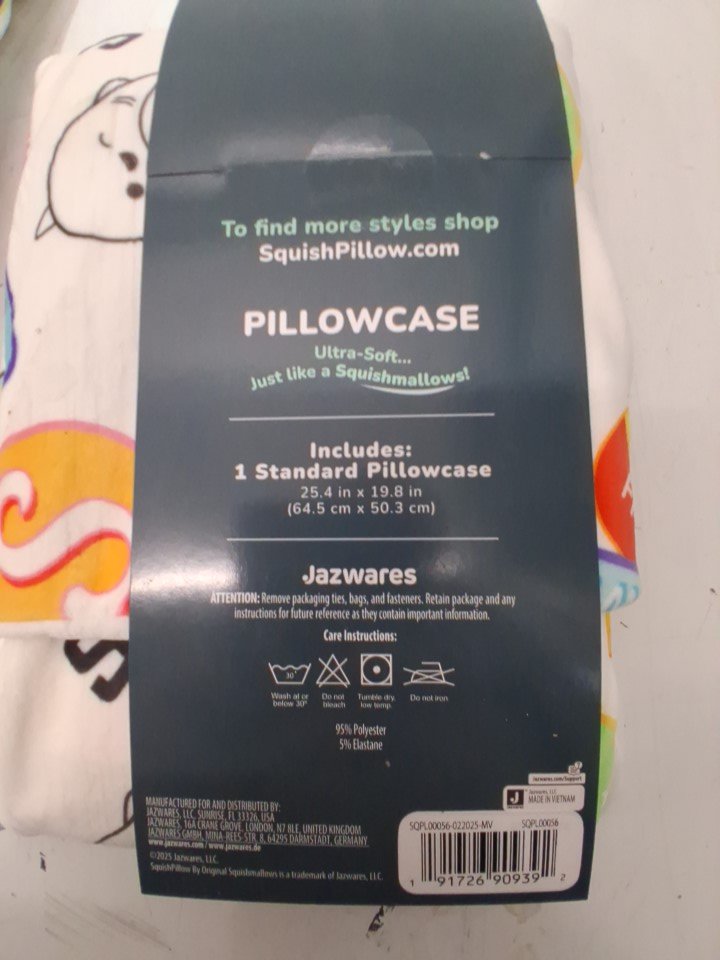 To find more styles shop
SquishPillow.com
PILLOWCASE
Ultra-Soft...
Just like a Squishmallows!
Includes:
1 Standard Pillowcase
25.4 in x 19.8 in
(64.5 cm x 50.3 cm)
Jazwares
ATTENTION: Remove packaging ties, bags, and fasteners. Retain package and any
instructions for future reference as they contain important information.
Care Instructions:
30°
Wash at or
below 30°
Do not
bleach
Tumble dry,
low temp.
Do not iron
95% Polyester
5% Elastane
jazwares.com/Support
J
Jazwares, LLC
MADE IN VIETNAM
MANUFACTURED FOR AND DISTRIBUTED BY:
JAZWARES, LLC, SUNRISE, FL 33326, USA
JAZWARES, 16A CRANE GROVE, LONDON, N7 8LE, UNITED KINGDOM
JAZWARES GMBH, MINA-REES STR. 8, 64295 DARMSTADT, GERMANY
www.jazwares.com / www.jazwares.de
©2025 Jazwares, LLC.
SquishPillow By Original Squishmallows is a trademark of Jazwares, LLC.
SQPL00056-022025-MV SQPL00056
1 91726 90939 2